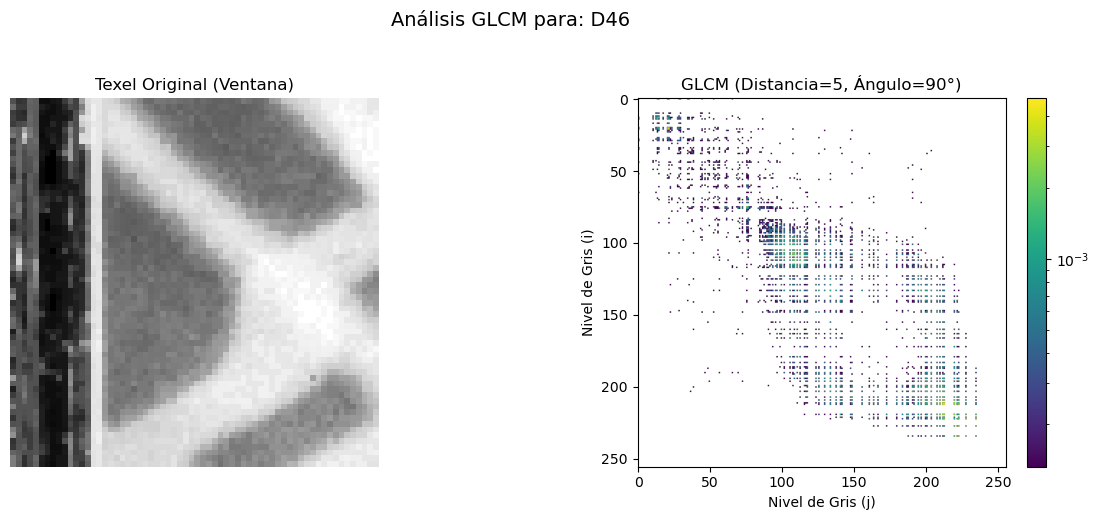 Análisis GLCM para: D46
Texel Original (Ventana)
GLCM (Distancia=5, Ángulo=90°)
0
50
100
150
200
250
Nivel de Gris (i)
0 50 100 150 200 250
Nivel de Gris (j)
10⁻³